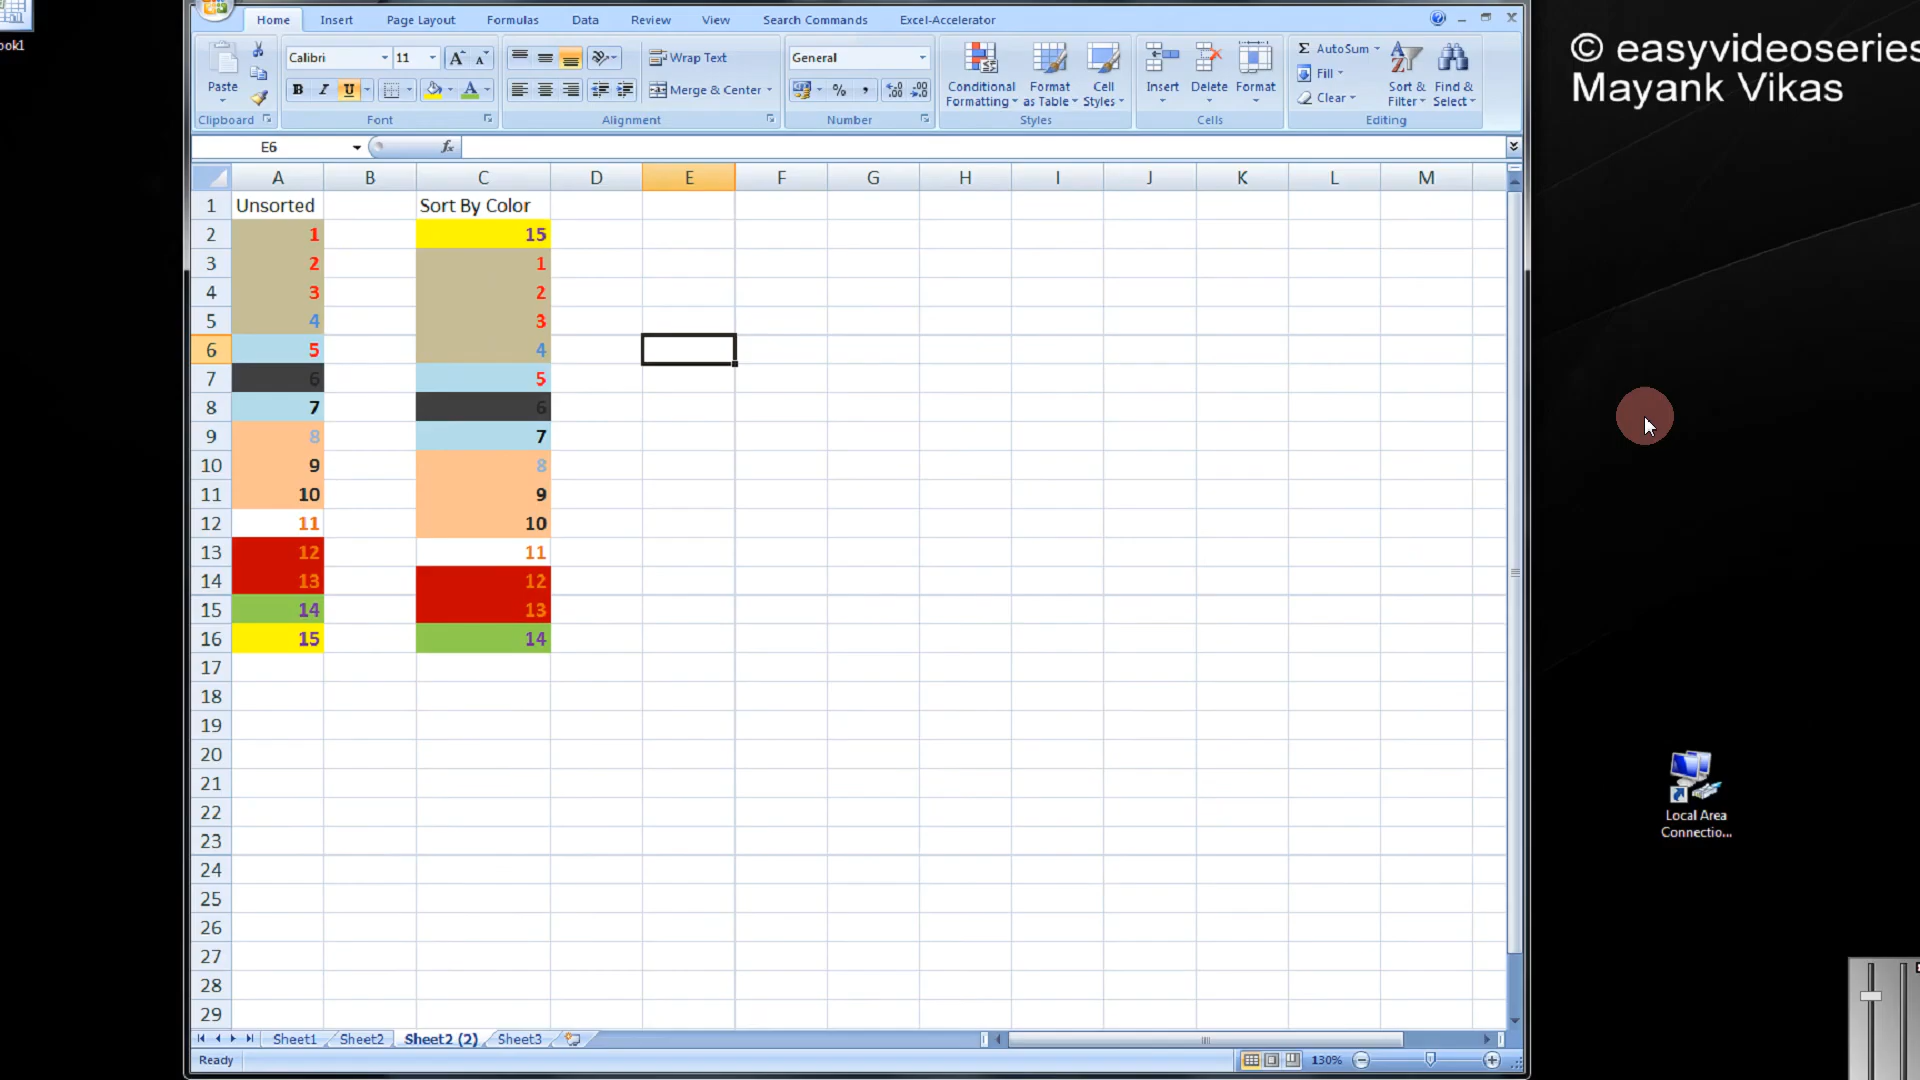 ook1
Home Insert Page Layout Formulas Data Review View Search Commands Excel-Accelerator
© easyvideoseries
Mayank Vikas
Paste
Calibri 11
Wrap Text
General
Conditional Formatting
Format as Table
Cell Styles
Insert Delete Format
Σ AutoSum
Fill
Clear
Sort & Filter
Find & Select
B I U
Merge & Center
% ,
Clipboard Font Alignment Number Styles Cells Editing
E6 fx
A B C D E F G H I J K L M
1 Unsorted Sort By Color
2 1 15
3 2 1
4 3 2
5 4 3
6 5 4
7 6 5
8 7 6
9 8 7
10 9 8
11 10 9
12 11 10
13 12 11
14 13 12
15 14 13
16 15 14
17
18
19
20
21
22
23
24
25
26
27
28
29
Local Area
Connectio...
Sheet1 Sheet2 Sheet2 (2) Sheet3
Ready 130%